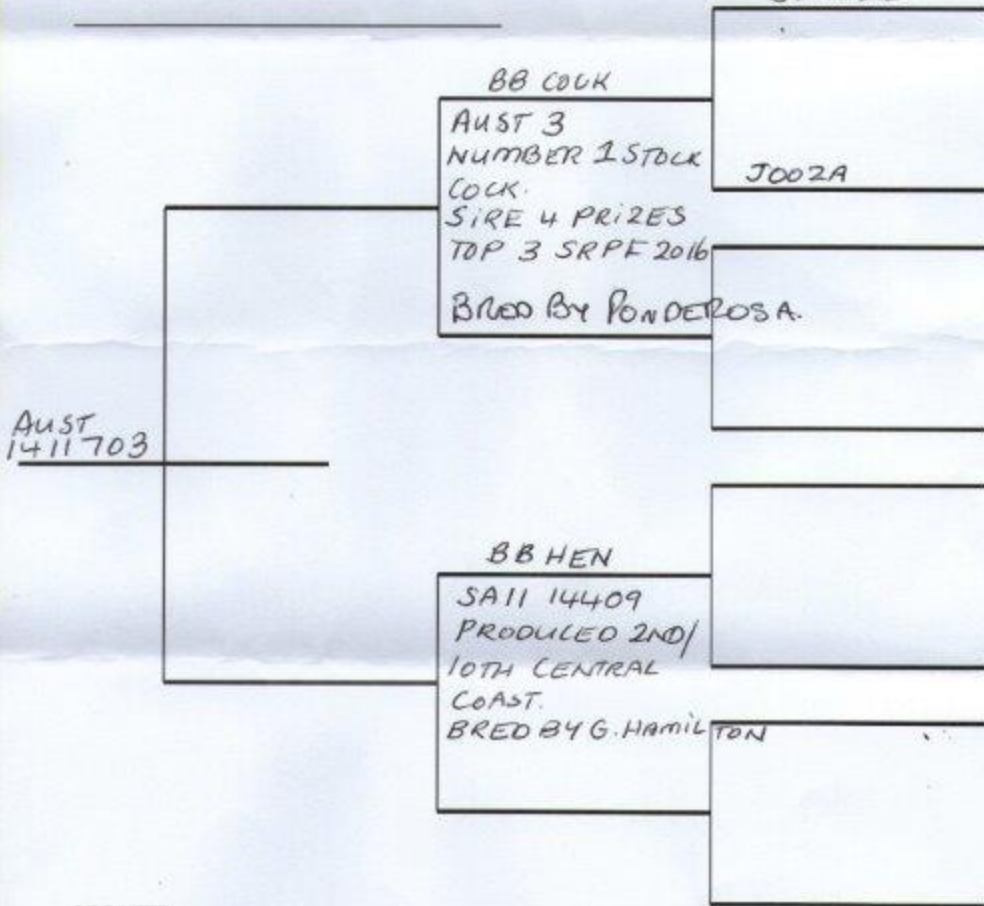 BB COCK
AUST 3
NUMBER 1 STOCK
COCK.
SIRE 4 PRIZES
TOP 3 SRPF 2016
BRED BY PONDEROSA.
J002A
AUST
1411703
BB HEN
SA11 14409
PRODUCED 2ND/
10TH CENTRAL
COAST.
BRED BY G. HAMILTON